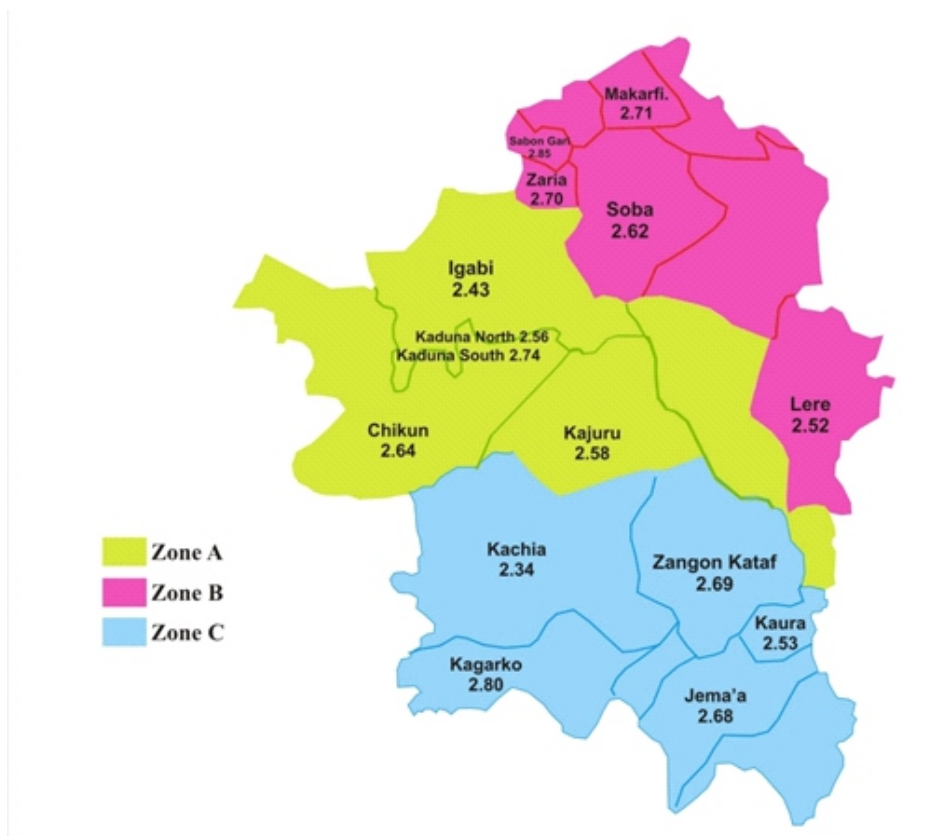 Makarfi.
2.71
Sabon Gari
2.85
Zaria
2.70
Soba
2.62
Igabi
2.43
Kaduna North 2.56
Kaduna South 2.74
Lere
2.52
Chikun
2.64
Kajuru
2.58
Kachia
2.34
Zangon Kataf
2.69
Kaura
2.53
Kagarko
2.80
Jema'a
2.68
Zone A
Zone B
Zone C